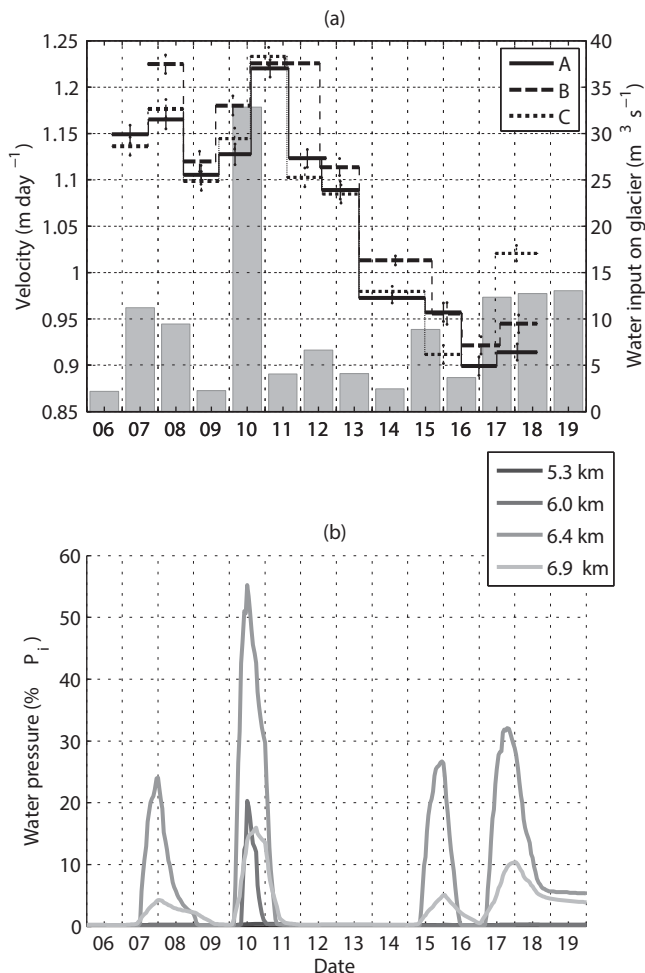 (a)
1.25
1.2
1.15
1.1
1.05
1
0.95
0.9
0.85
Velocity (m day −1)
40
35
30
25
20
15
10
5
0
Water input on glacier (m 3 s−1)
A
B
C
06 07 08 09 10 11 12 13 14 15 16 17 18 19
5.3 km
6.0 km
6.4 km
6.9 km
(b)
60
50
40
30
20
10
0
Water pressure (% Pi)
06 07 08 09 10 11 12 13 14 15 16 17 18 19
Date